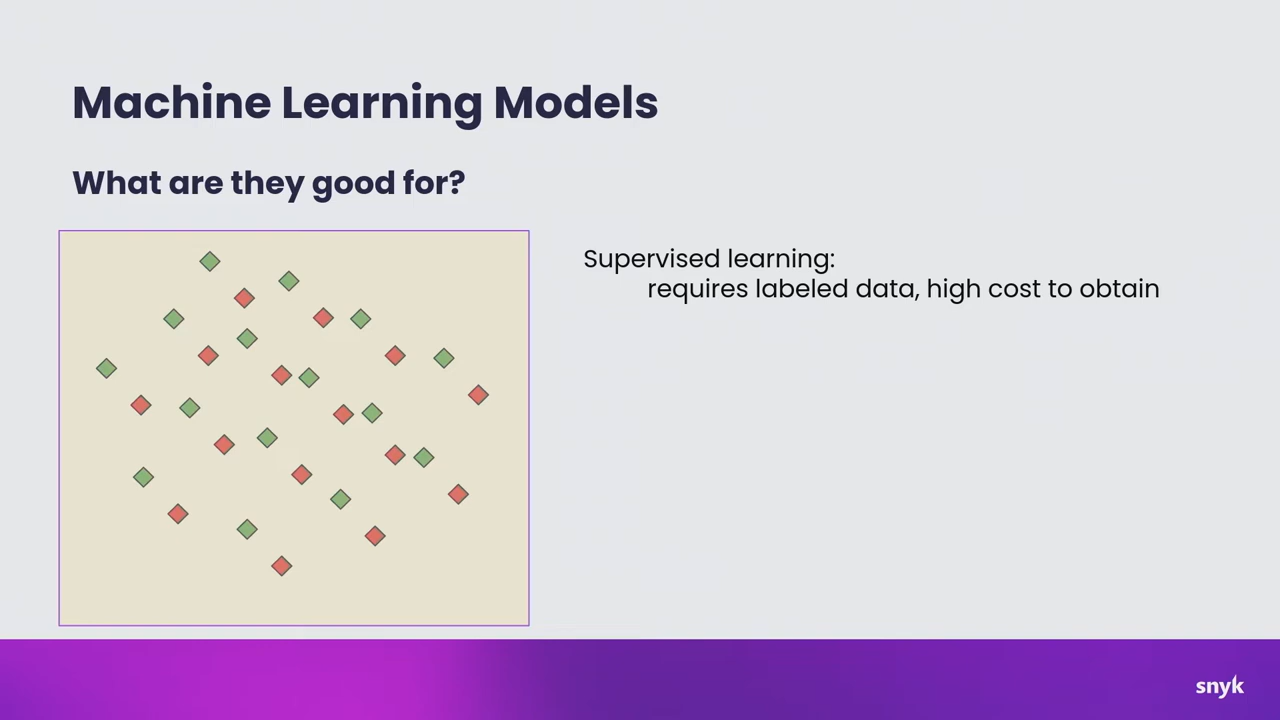 Machine Learning Models
What are they good for?
Supervised learning:
requires labeled data, high cost to obtain
snyk